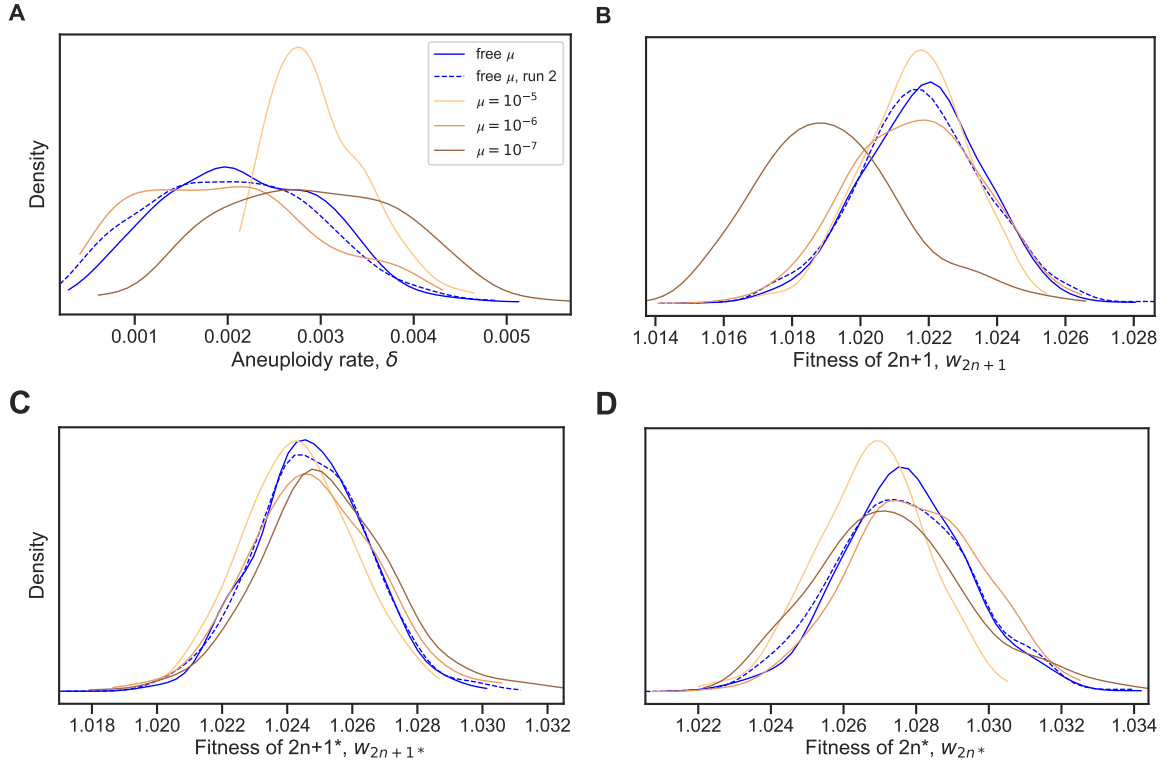 A
free μ
free μ, run 2
μ = 10⁻⁵
μ = 10⁻⁶
μ = 10⁻⁷
Density
0.001 0.002 0.003 0.004 0.005
Aneuploidy rate, δ
B
1.014 1.016 1.018 1.020 1.022 1.024 1.026 1.028
Fitness of 2n+1, w₂ₙ₊₁
C
Density
1.018 1.020 1.022 1.024 1.026 1.028 1.030 1.032
Fitness of 2n+1*, w₂ₙ₊₁*
D
1.022 1.024 1.026 1.028 1.030 1.032 1.034
Fitness of 2n*, w₂ₙ*